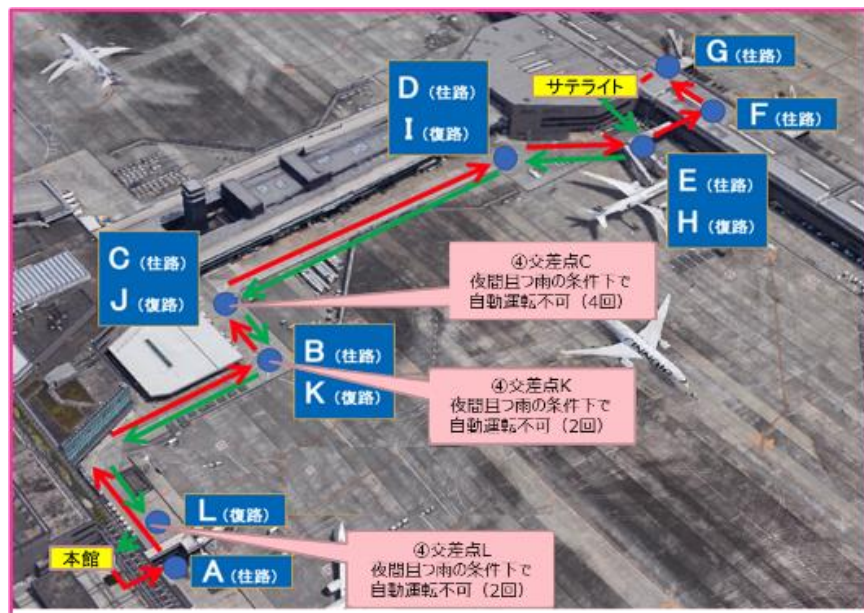 G (往路)
サテライト
D (往路)
I (復路)
F (往路)
E (往路)
H (復路)
C (往路)
J (復路)
④交差点C
夜間且つ雨の条件下で
自動運転不可（4回）
B (往路)
K (復路)
④交差点K
夜間且つ雨の条件下で
自動運転不可（2回）
L (復路)
本館
A (往路)
④交差点L
夜間且つ雨の条件下で
自動運転不可（2回）
FINNAIR